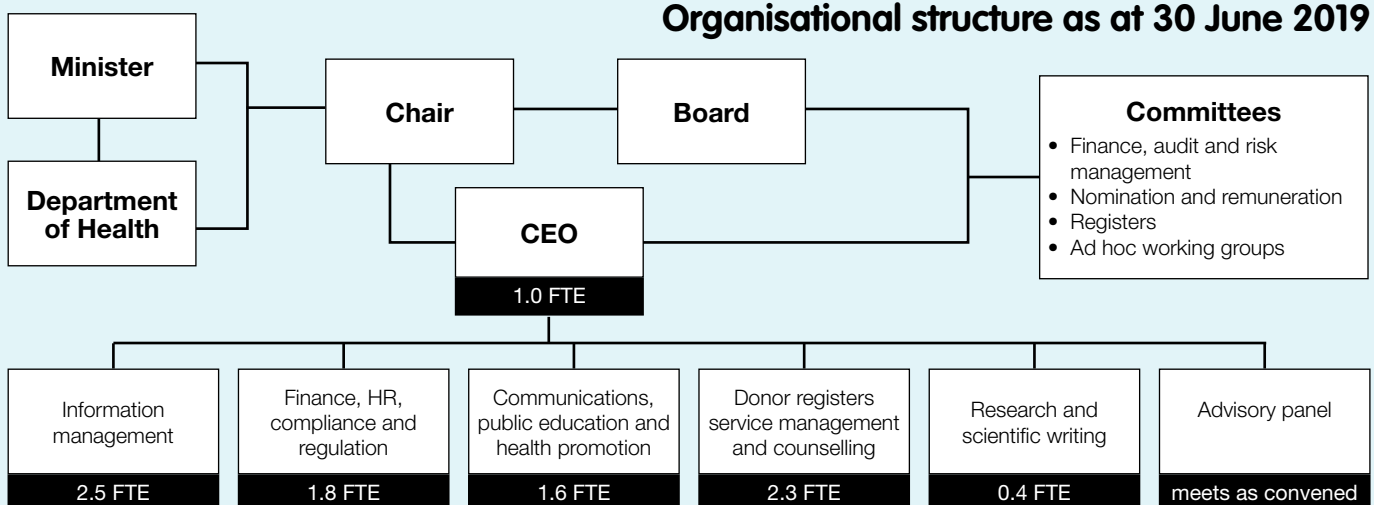 Organisational structure as at 30 June 2019
Minister
Department
of Health
Chair
Board
Committees
• Finance, audit and risk
management
• Nomination and remuneration
• Registers
• Ad hoc working groups
CEO
1.0 FTE
Information
management
2.5 FTE
Finance, HR,
compliance and
regulation
1.8 FTE
Communications,
public education and
health promotion
1.6 FTE
Donor registers
service management
and counselling
2.3 FTE
Research and
scientific writing
0.4 FTE
Advisory panel
meets as convened